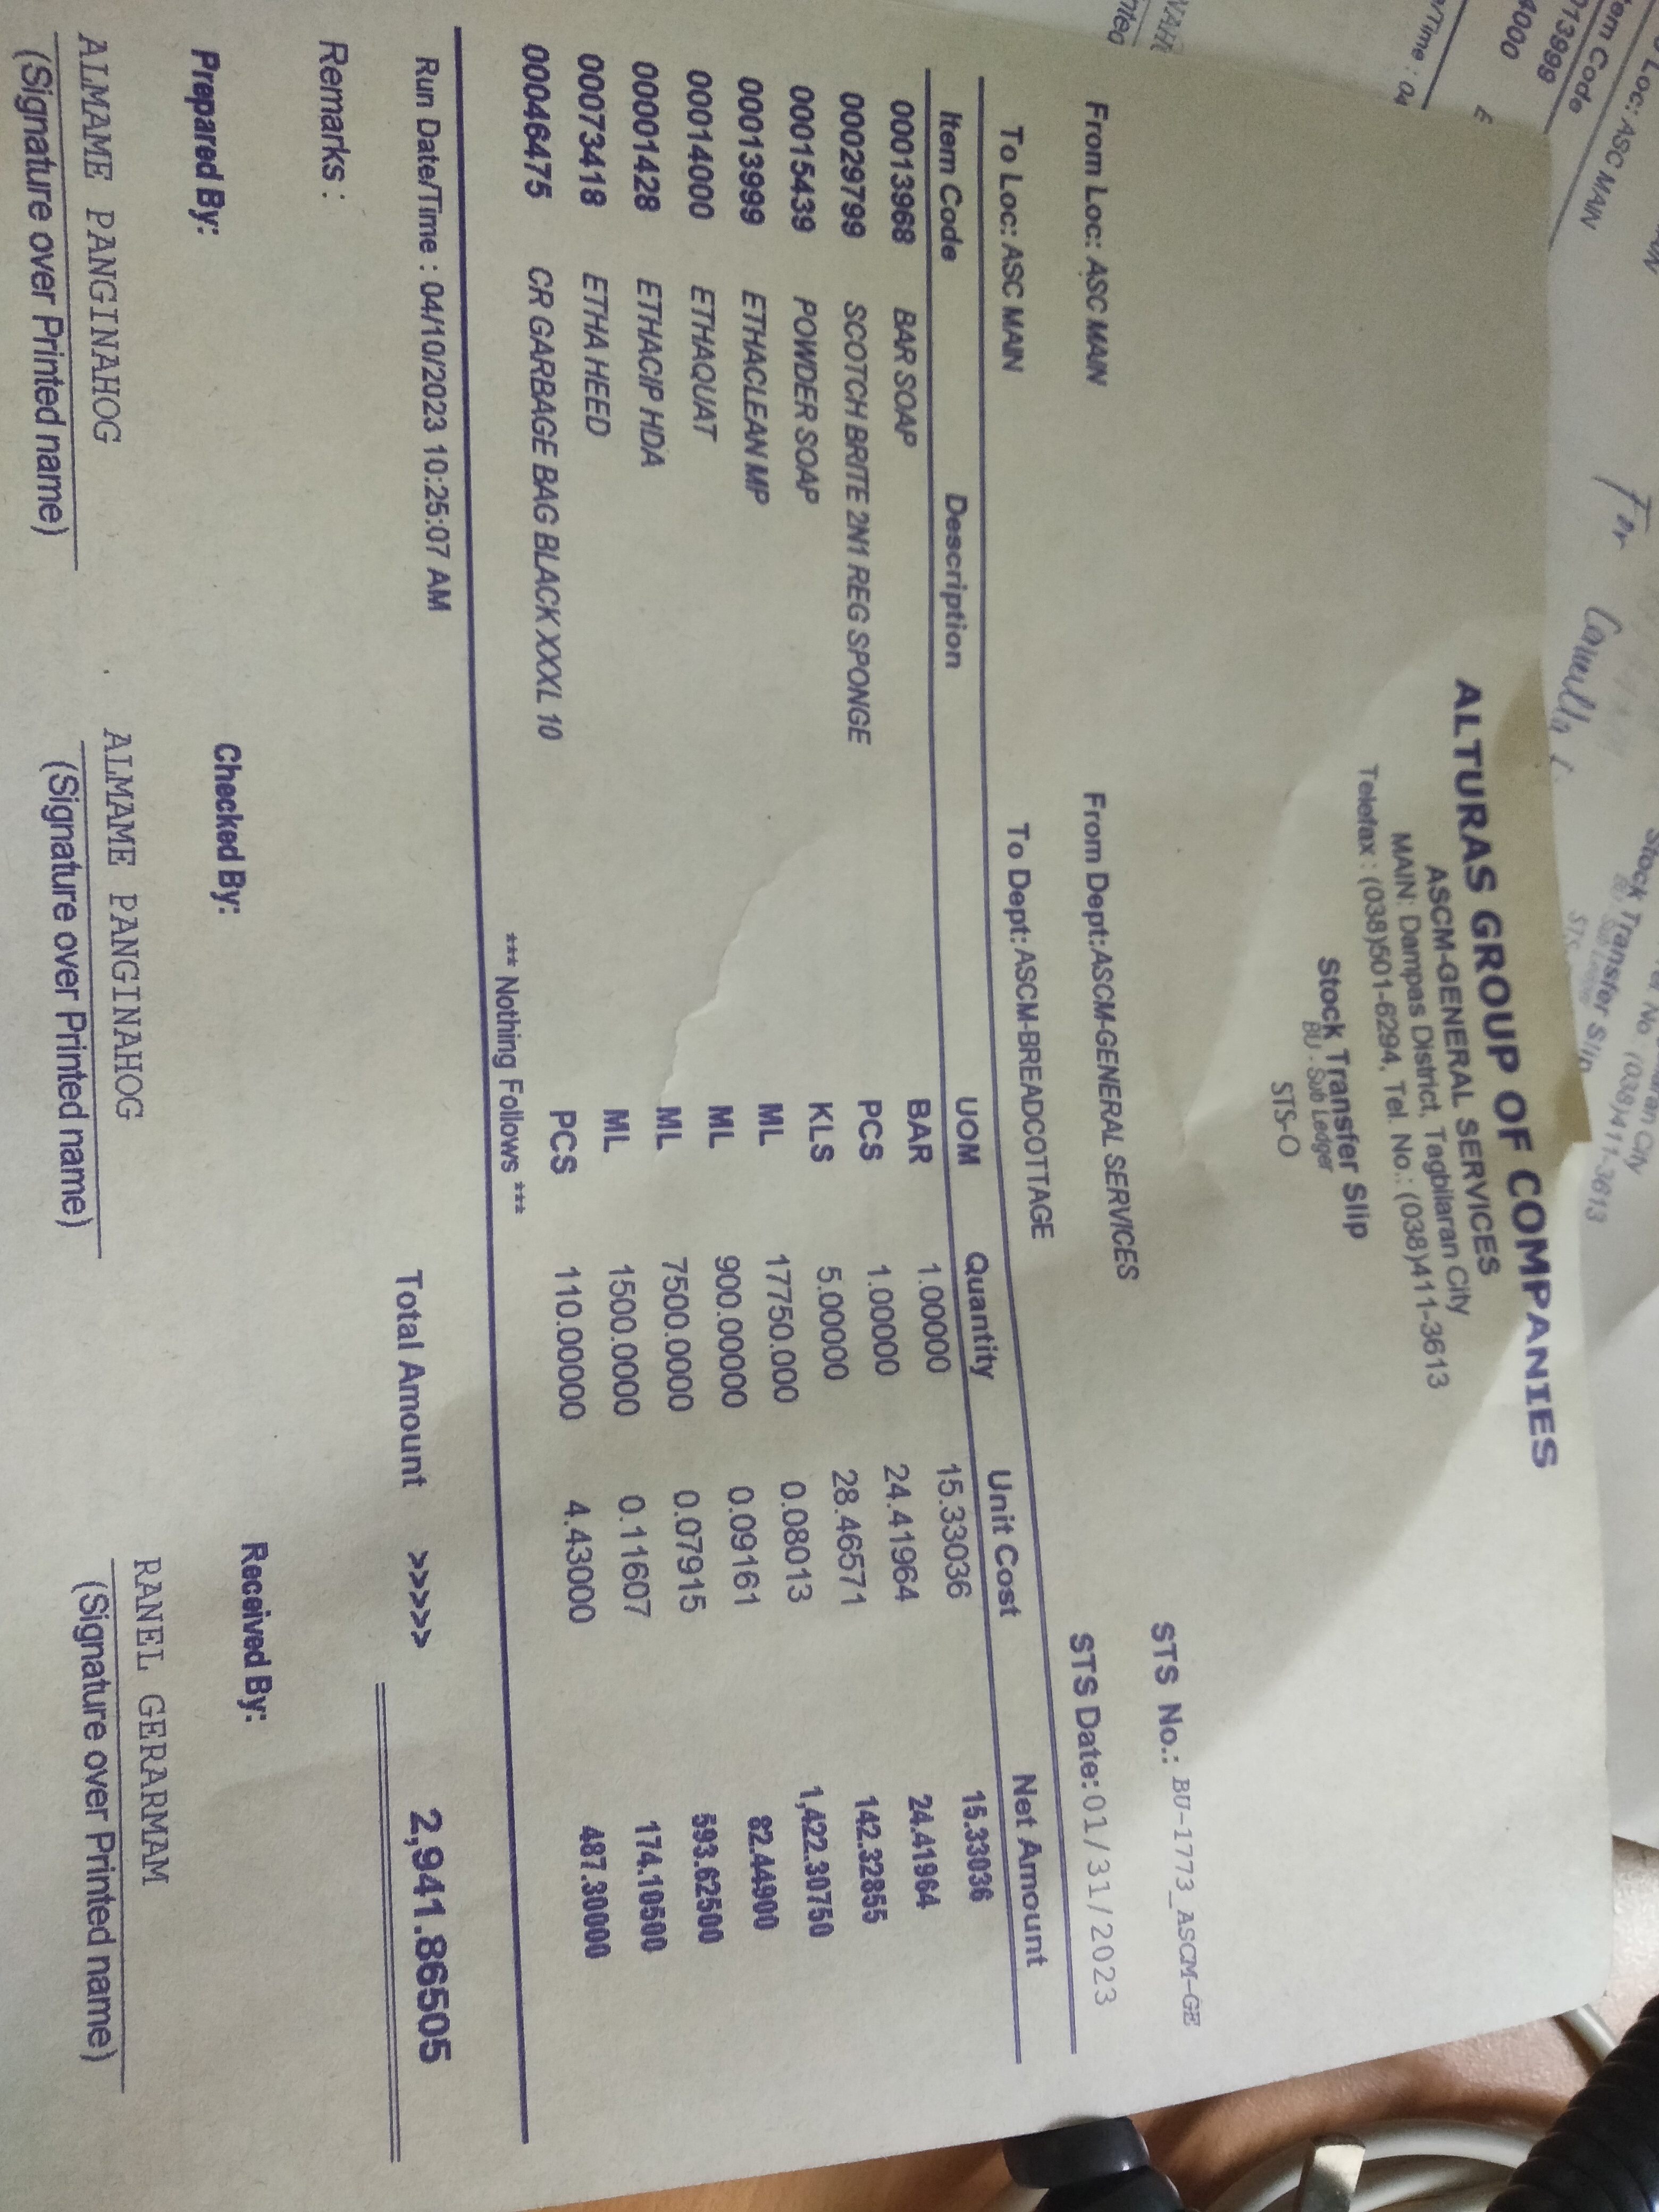 ALTURAS GROUP OF COMPANIES
ASCM-GENERAL SERVICES
MAIN: Dampas District, Tagbilaran City
Telefax : (038)501-6294, Tel. No.: (038)411-3613
Stock Transfer Slip
BU - Sub Ledger
STS-O
STS No.: BU-1773_ASCM-GE
From Loc: ASC MAIN From Dept:ASCM-GENERAL SERVICES
STS Date:01/31/2023
To Loc: ASC MAIN To Dept:ASCM-BREADCOTTAGE
Item Code Description UOM Quantity Unit Cost Net Amount
00013968 BAR SOAP BAR 1.00000 15.33036 15.33036
00029799 SCOTCH BRITE 2N1 REG SPONGE PCS 1.00000 24.41964 24.41964
00015439 POWDER SOAP KLS 5.00000 28.46571 142.32855
00013999 ETHACLEAN MP ML 17750.000 0.08013 1,422.30750
00014000 ETHAQUAT ML 900.00000 0.09161 82.44900
00001428 ETHACIP HDA ML 7500.0000 0.07915 593.62500
00073418 ETHA HEED ML 1500.0000 0.11607 174.10500
00046475 CR GARBAGE BAG BLACK XXXL 10 PCS 110.00000 4.43000 487.30000
*** Nothing Follows ***
Run Date/Time : 04/10/2023 10:25:07 AM Total Amount >>>>> 2,941.86505
Remarks :
Prepared By: Checked By: Received By:
ALMAME PANGINAHOG ALMAME PANGINAHOG RANEL GERARMAM
(Signature over Printed name) (Signature over Printed name) (Signature over Printed name)
Loc: ASC MAIN
Item Code
For
Stock Transfer Slip
(038)411-3613